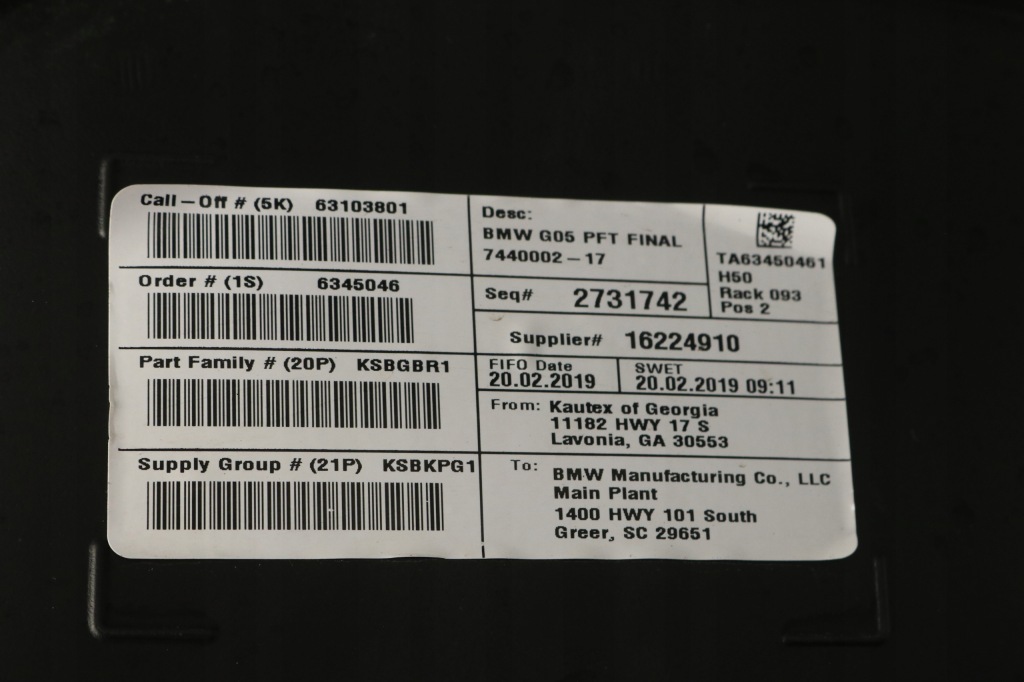 Call-Off # (5K) 63103801
Order # (1S) 6345046
Part Family # (20P) KSBGBR1
Supply Group # (21P) KSBKPG1
Desc:
BMW G05 PFT FINAL
7440002-17
TA63450461
H50
Rack 093
Pos 2
Seq# 2731742
Supplier# 16224910
FIFO Date
20.02.2019
SWET
20.02.2019 09:11
From: Kautex of Georgia
11182 HWY 17 S
Lavonia, GA 30553
To: BMW Manufacturing Co., LLC
Main Plant
1400 HWY 101 South
Greer, SC 29651